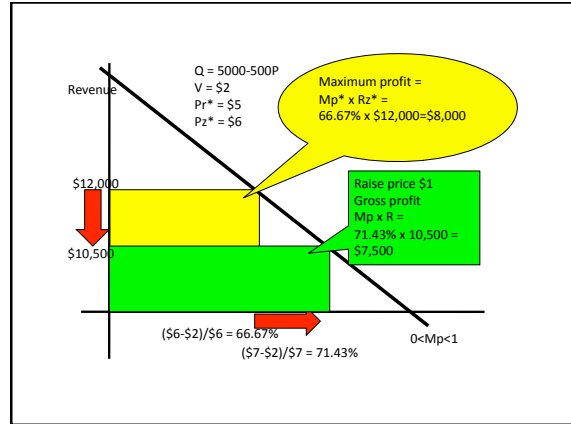 Revenue
Q = 5000-500P
V = $2
Pr* = $5
Pz* = $6
Maximum profit =
Mp* x Rz* =
66.67% x $12,000=$8,000
$12,000
$10,500
Raise price $1
Gross profit
Mp x R =
71.43% x 10,500 =
$7,500
($6-$2)/$6 = 66.67%
($7-$2)/$7 = 71.43%
0<Mp<1